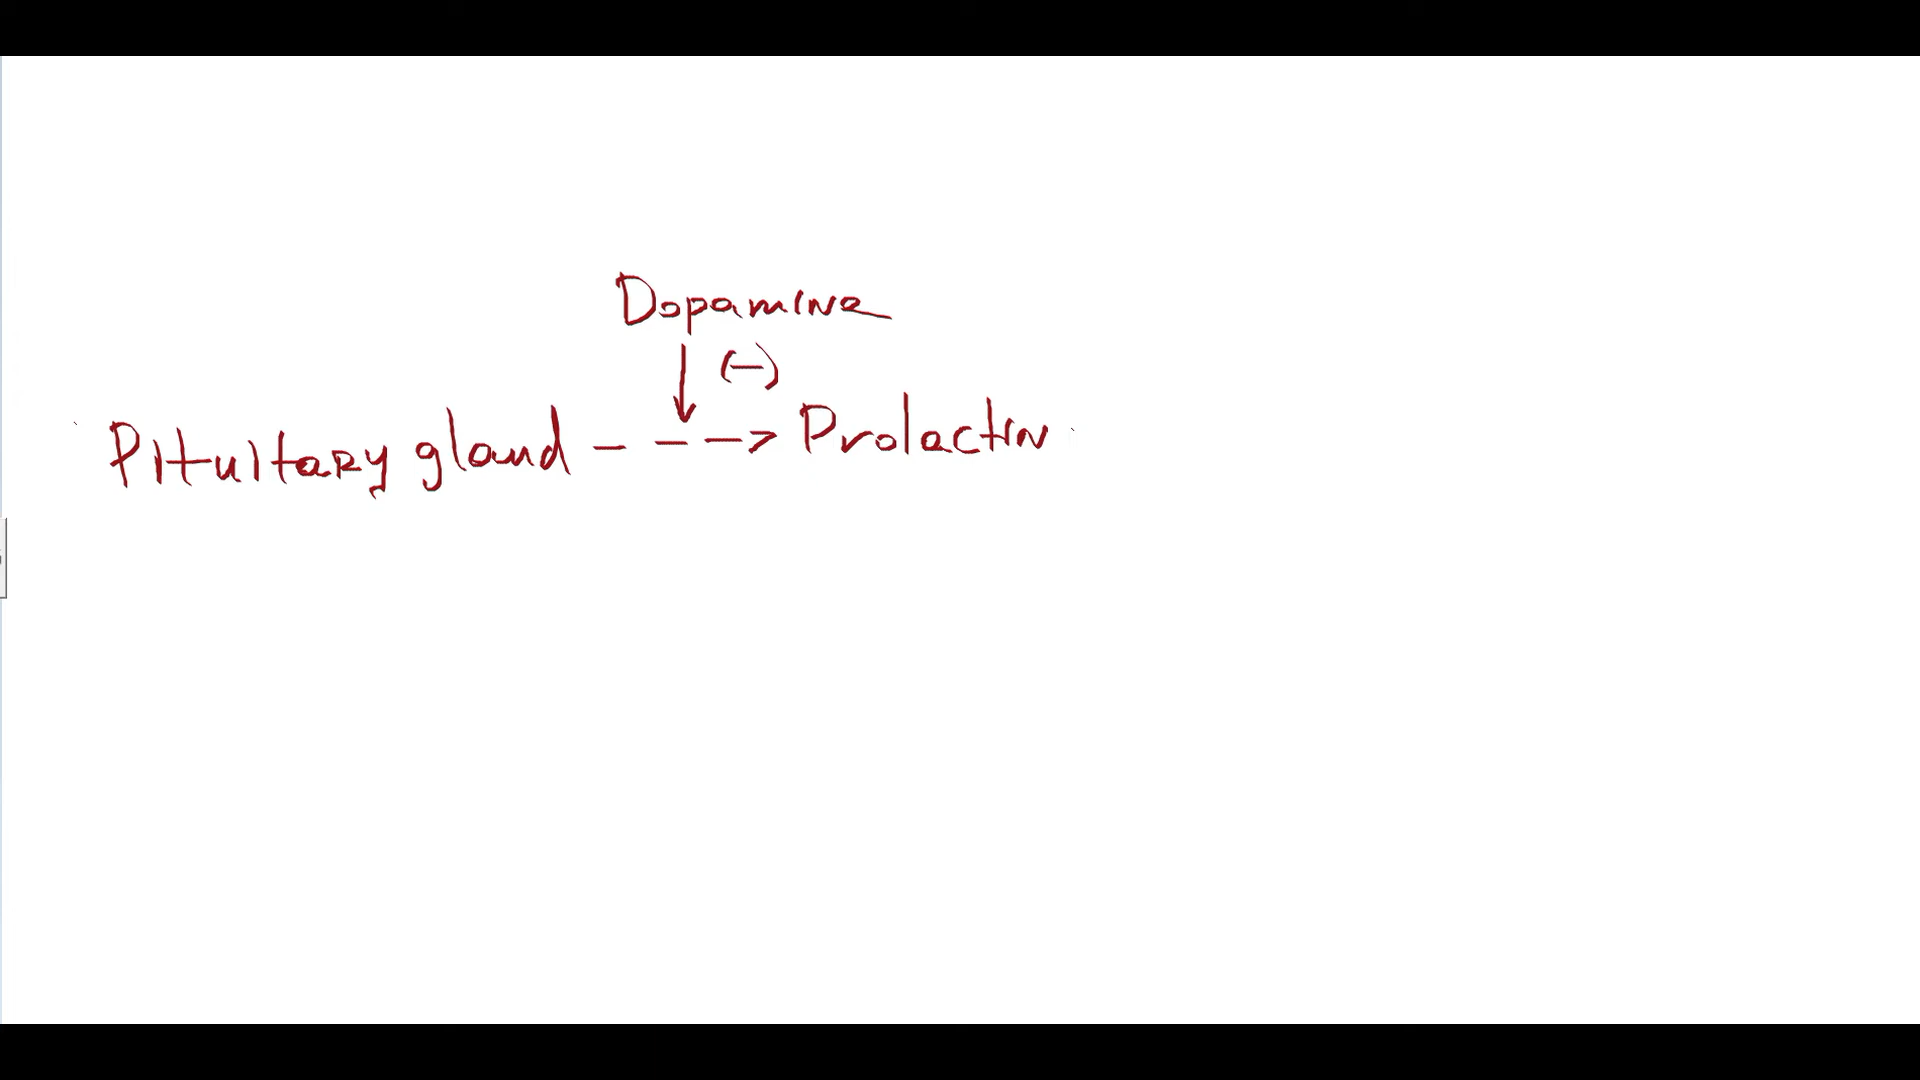 Dopamine
(-)
Pituitary gland - - -> Prolactin